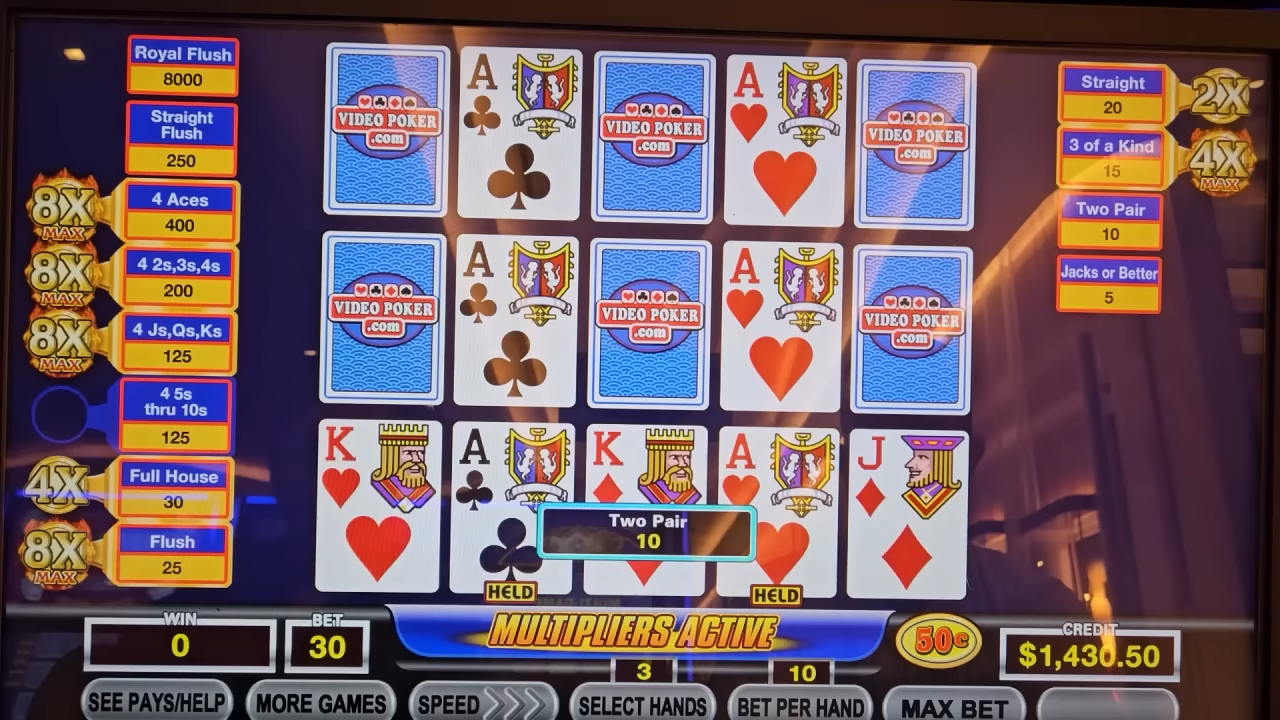 Royal Flush
8000
Straight
Flush
250
8X
MAX
4 Aces
400
8X
MAX
4 2s,3s,4s
200
8X
MAX
4 Js,Qs,Ks
125
4 5s
thru 10s
125
4X
Full House
30
8X
MAX
Flush
25
VIDEO POKER
.com
A
VIDEO POKER
.com
A
VIDEO POKER
.com
VIDEO POKER
.com
A
VIDEO POKER
.com
A
VIDEO POKER
.com
K
A
K
A
J
Two Pair
10
HELD
HELD
Straight
20
2X
3 of a Kind
15
4X
MAX
Two Pair
10
Jacks or Better
5
WIN
0
BET
30
MULTIPLIERS ACTIVE
50¢
CREDIT
$1,430.50
3
10
SEE PAYS/HELP
MORE GAMES
SPEED
SELECT HANDS
BET PER HAND
MAX BET